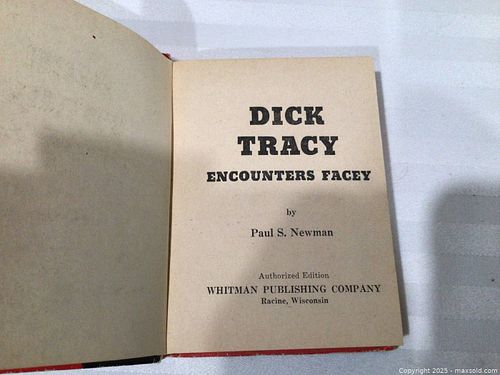 DICK
TRACY
ENCOUNTERS FACEY
by
Paul S. Newman
Authorized Edition
WHITMAN PUBLISHING COMPANY
Racine, Wisconsin
Copyright 2025 - maxsold.com